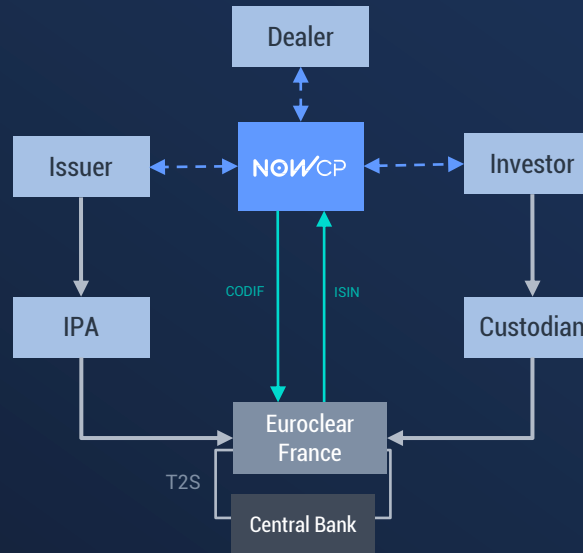 Dealer
Issuer
NOWCP
Investor
CODIF
ISIN
IPA
Custodian
Euroclear
France
T2S
Central Bank